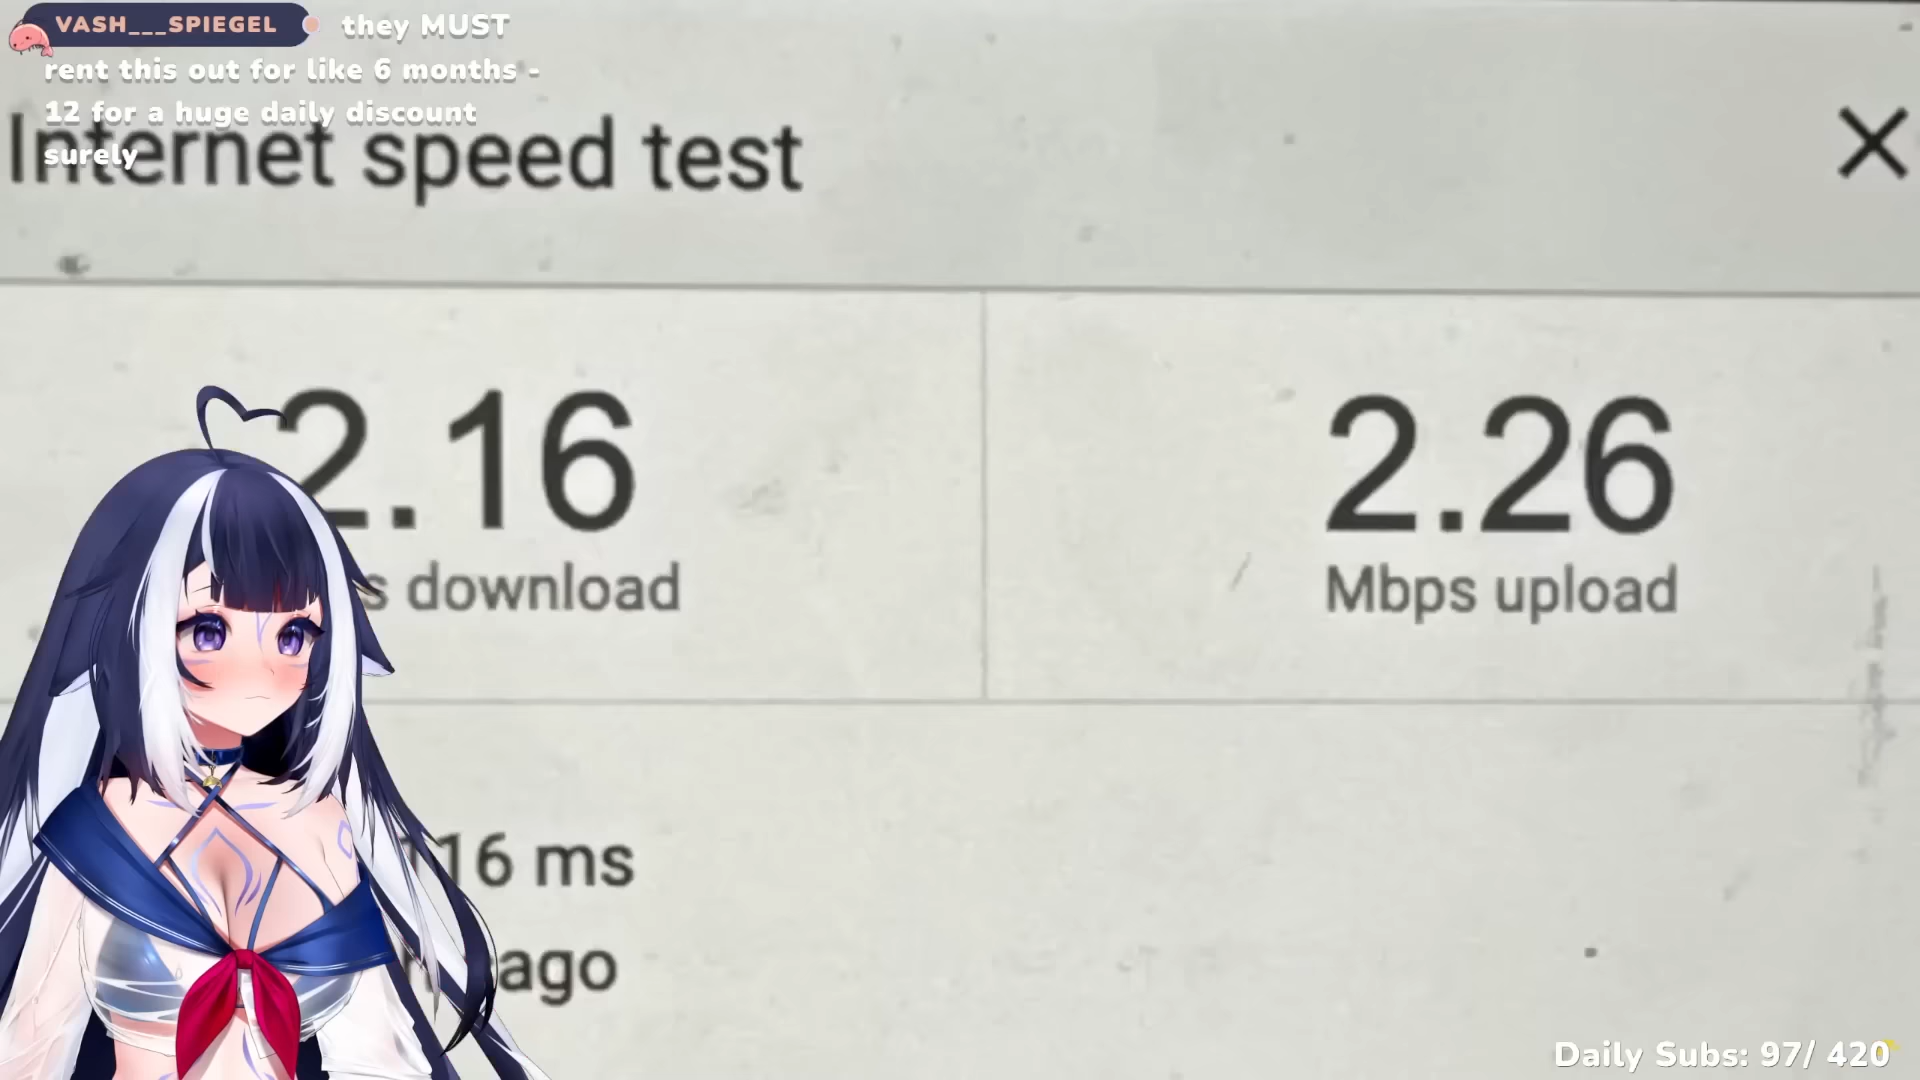 VASH___SPIEGEL they MUST
rent this out for like 6 months -
12 for a huge daily discount
surely
Internet speed test
2.16
2.26
download
Mbps upload
ms
ago
Daily Subs: 97/ 420